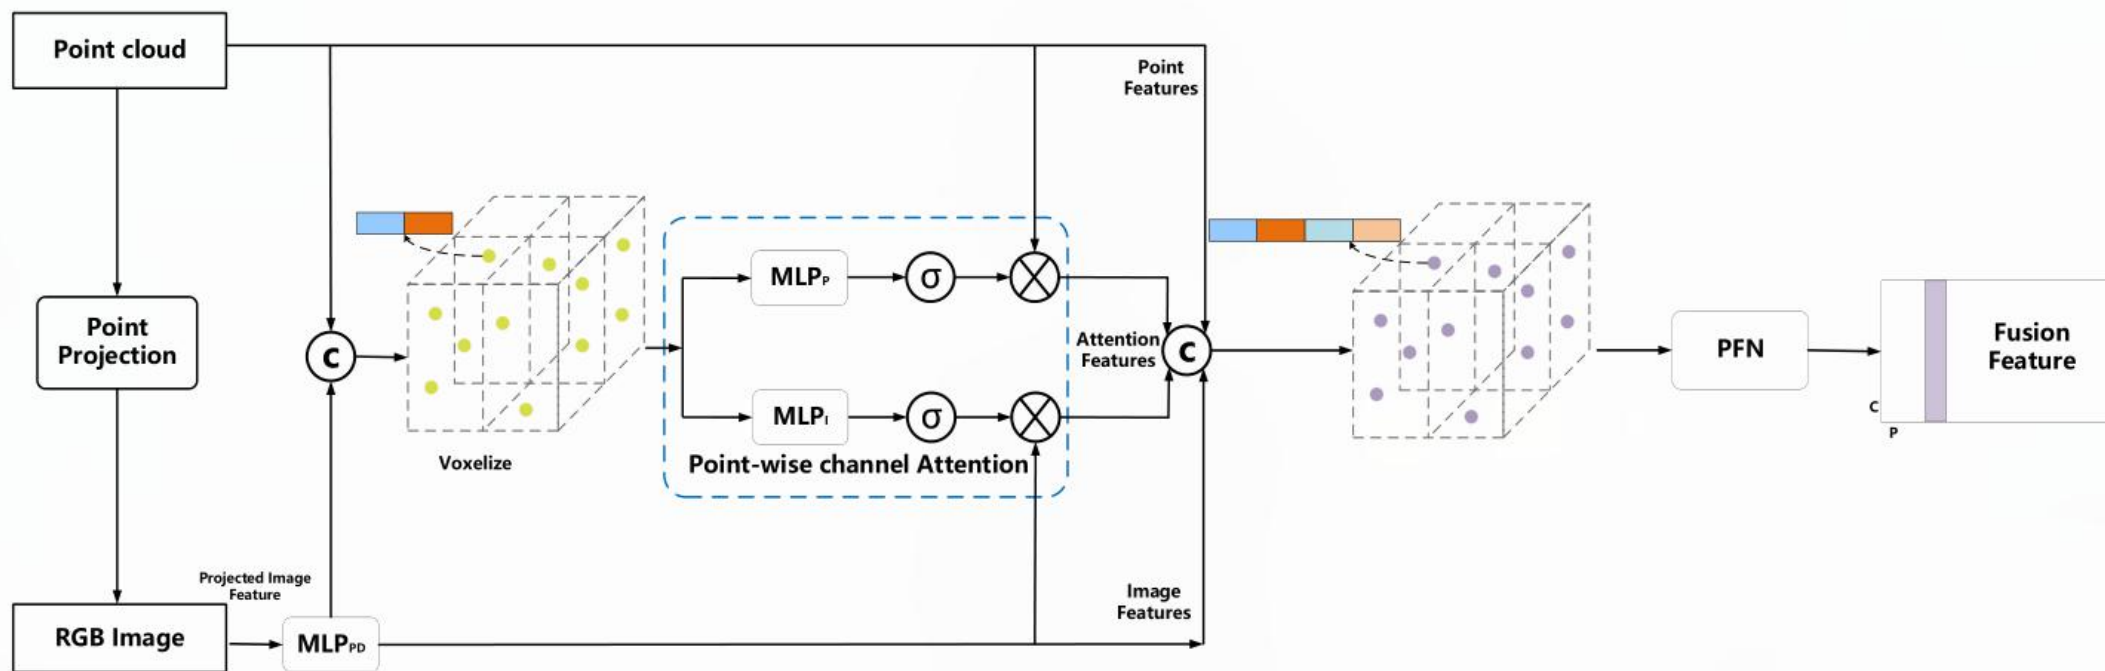 Point cloud
Point
Features
Point
Projection
C
MLPP
σ
Attention
Features
C
PFN
Fusion
Feature
MLPI
σ
C
P
Voxelize
Point-wise channel Attention
Projected Image
Feature
Image
Features
RGB Image
MLPPD